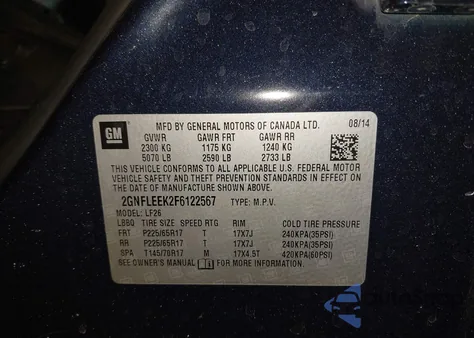 GM
MFD BY GENERAL MOTORS OF CANADA LTD. 08/14
GVWR GAWR FRT GAWR RR
2300 KG 1175 KG 1240 KG
5070 LB 2590 LB 2733 LB
THIS VEHICLE CONFORMS TO ALL APPLICABLE U.S. FEDERAL MOTOR
VEHICLE SAFETY AND THEFT PREVENTION STANDARDS IN EFFECT ON THE
DATE OF MANUFACTURE SHOWN ABOVE.
2GNFLEEK2F6122567 TYPE: M.P.V.
MODEL: LF26
LBBQ TIRE SIZE SPEED RTG RIM COLD TIRE PRESSURE
FRT P225/65R17 T 17X7J 240KPA(35PSI)
RR P225/65R17 T 17X7J 240KPA(35PSI)
SPA T145/70R17 M 17X4.5T 420KPA(60PSI)
SEE OWNER'S MANUAL FOR MORE INFORMATION.